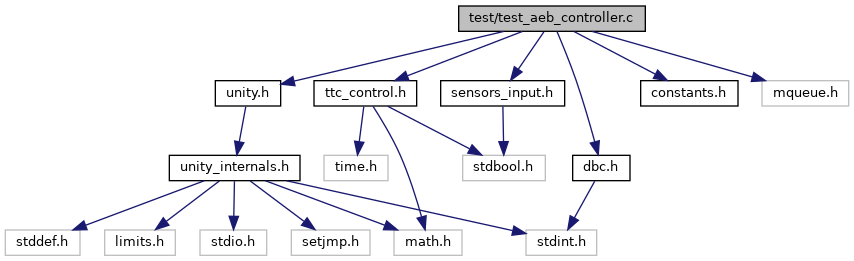 test/test_aeb_controller.c
unity.h
ttc_control.h
sensors_input.h
constants.h
mqueue.h
unity_internals.h
time.h
stdbool.h
dbc.h
stddef.h
limits.h
stdio.h
setjmp.h
math.h
stdint.h